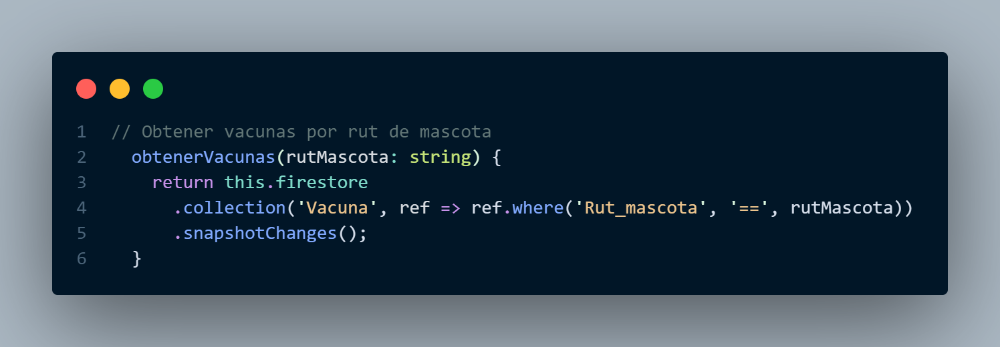 1 // Obtener vacunas por rut de mascota
2 obtenerVacunas(rutMascota: string) {
3 return this.firestore
4 .collection('Vacuna', ref => ref.where('Rut_mascota', '==', rutMascota))
5 .snapshotChanges();
6 }